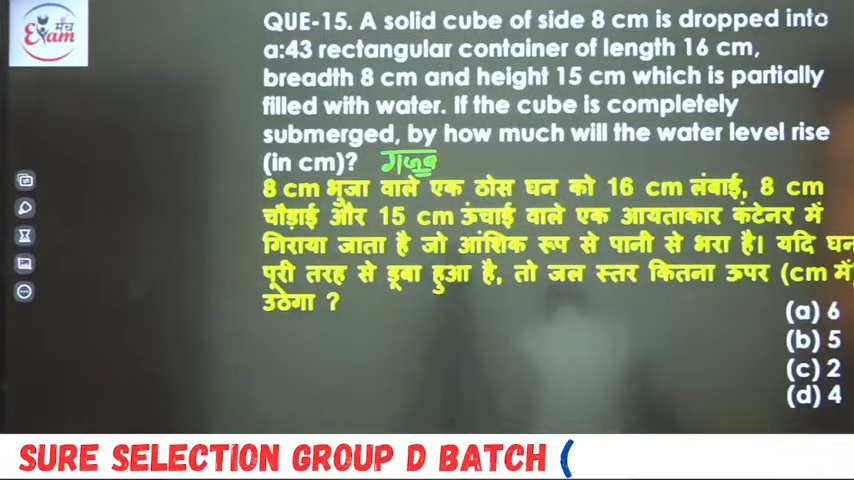 Exam मंच
QUE-15. A solid cube of side 8 cm is dropped into
a:43 rectangular container of length 16 cm,
breadth 8 cm and height 15 cm which is partially
filled with water. If the cube is completely
submerged, by how much will the water level rise
(in cm)? गजब
8 cm भुजा वाले एक ठोस घन को 16 cm लंबाई, 8 cm
चौड़ाई और 15 cm ऊंचाई वाले एक आयताकार कंटेनर में
गिराया जाता है जो आंशिक रूप से पानी से भरा है। यदि घन
पूरी तरह से डूबा हुआ है, तो जल स्तर कितना ऊपर (cm में
उठेगा ?
(a) 6
(b) 5
(c) 2
(d) 4
SURE SELECTION GROUP D BATCH (